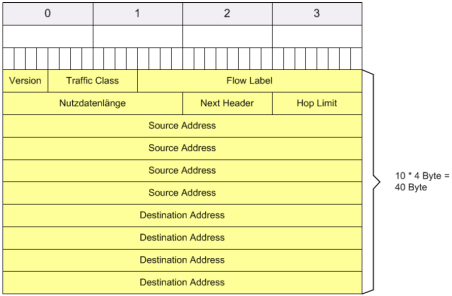 0 1 2 3
Version Traffic Class Flow Label
Nutzdatenlänge Next Header Hop Limit
Source Address
Source Address
Source Address
Source Address
Destination Address
Destination Address
Destination Address
Destination Address
10 * 4 Byte =
40 Byte